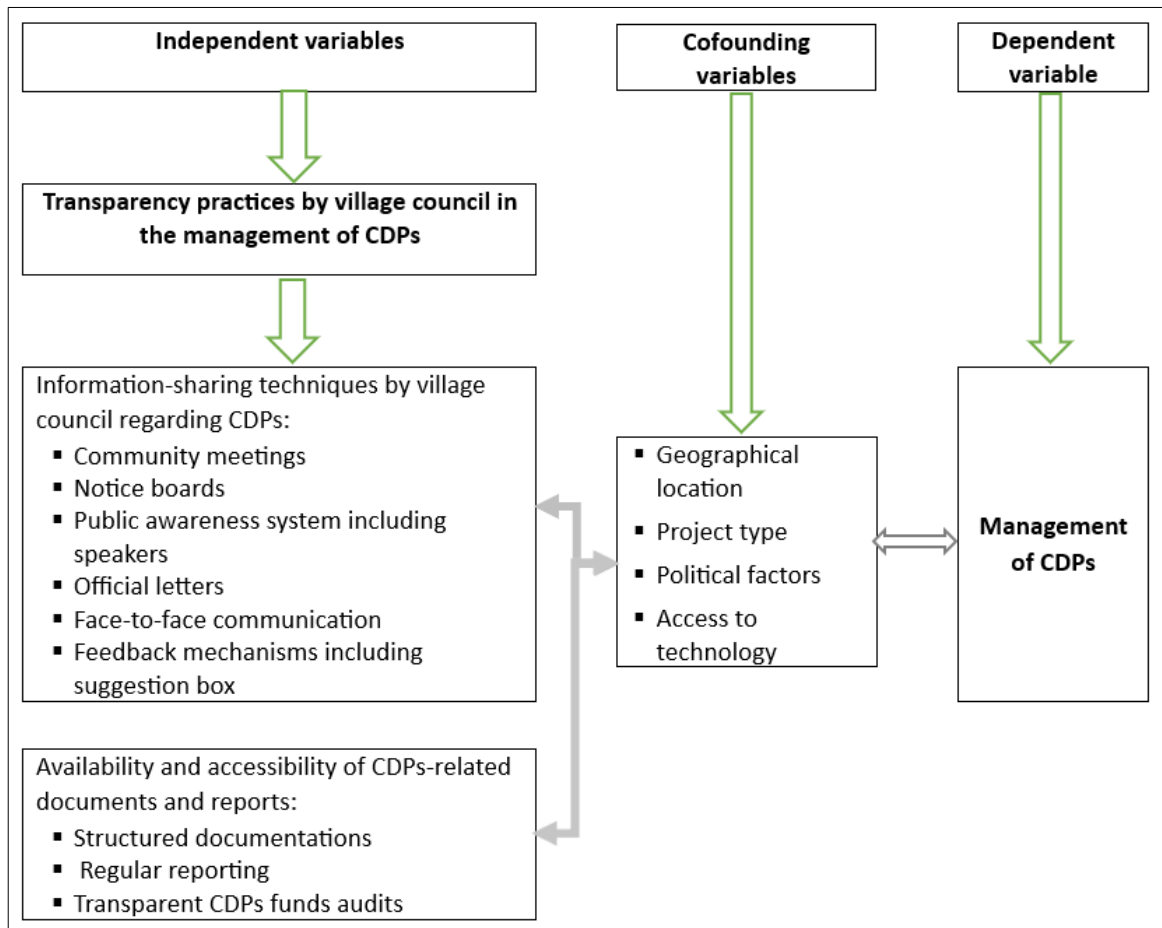 Independent variables
Cofounding
variables
Dependent
variable
Transparency practices by village council in
the management of CDPs
Information-sharing techniques by village
council regarding CDPs:
▪ Community meetings
▪ Notice boards
▪ Public awareness system including
speakers
▪ Official letters
▪ Face-to-face communication
▪ Feedback mechanisms including
suggestion box
Availability and accessibility of CDPs-related
documents and reports:
▪ Structured documentations
▪ Regular reporting
▪ Transparent CDPs funds audits
▪ Geographical
location
▪ Project type
▪ Political factors
▪ Access to
technology
Management
of CDPs